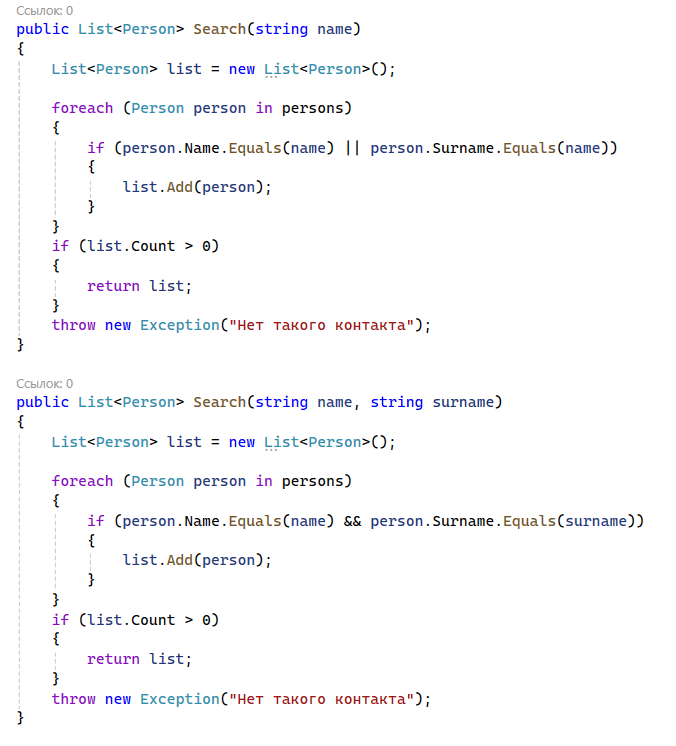 Ссылок: 0
public List<Person> Search(string name)
{
    List<Person> list = new List<Person>();
    foreach (Person person in persons)
    {
        if (person.Name.Equals(name) || person.Surname.Equals(name))
        {
            list.Add(person);
        }
    }
    if (list.Count > 0)
    {
        return list;
    }
    throw new Exception("Нет такого контакта");
}
Ссылок: 0
public List<Person> Search(string name, string surname)
{
    List<Person> list = new List<Person>();
    foreach (Person person in persons)
    {
        if (person.Name.Equals(name) && person.Surname.Equals(surname))
        {
            list.Add(person);
        }
    }
    if (list.Count > 0)
    {
        return list;
    }
    throw new Exception("Нет такого контакта");
}